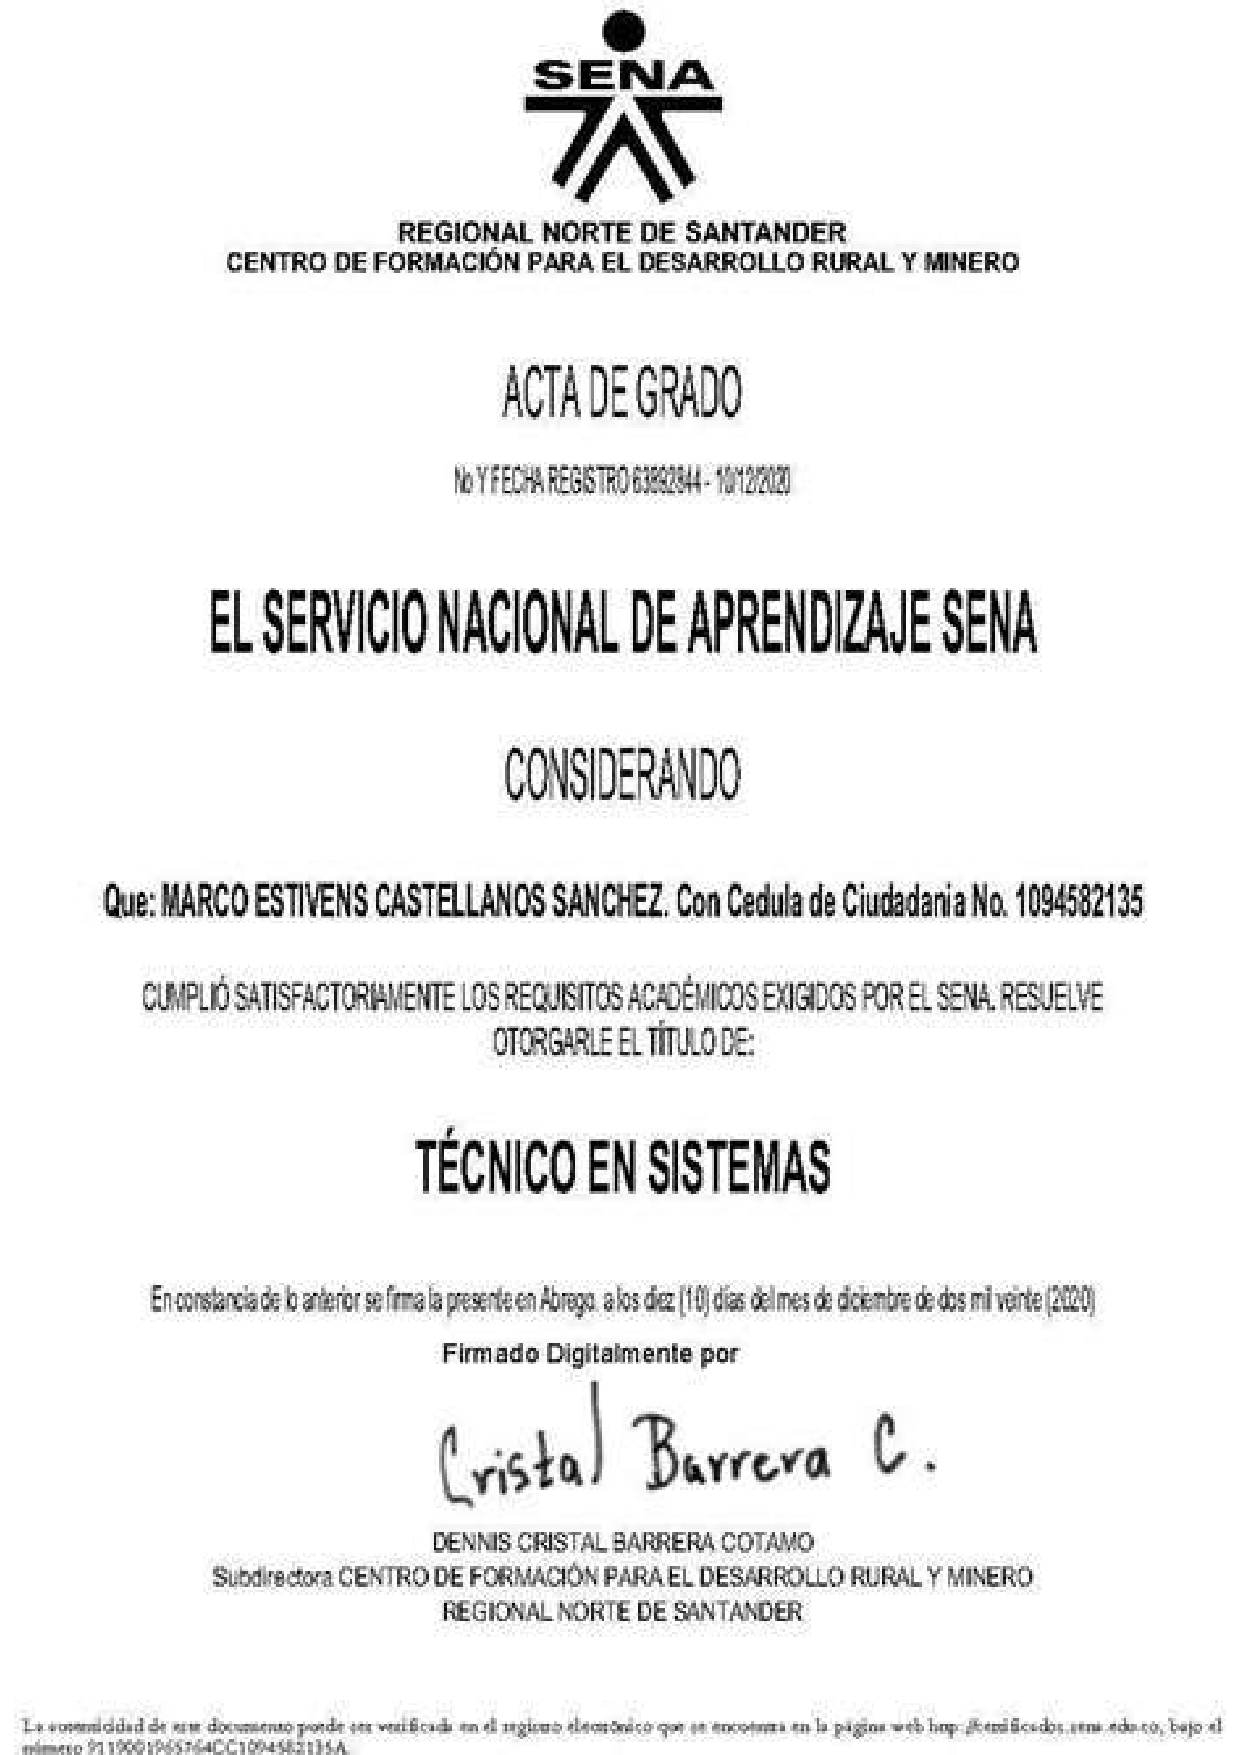 SENA
REGIONAL NORTE DE SANTANDER
CENTRO DE FORMACIÓN PARA EL DESARROLLO RURAL Y MINERO
ACTA DE GRADO
No Y FECHA REGISTRO 63892844 - 10/12/2020
EL SERVICIO NACIONAL DE APRENDIZAJE SENA
CONSIDERANDO
Que: MARCO ESTIVENS CASTELLANOS SANCHEZ. Con Cedula de Ciudadania No. 1094582135
CUMPLIÓ SATISFACTORIAMENTE LOS REQUISITOS ACADÉMICOS EXIGIDOS POR EL SENA. RESUELVE
OTORGARLE EL TÍTULO DE:
TÉCNICO EN SISTEMAS
En constancia de lo anterior se firma la presente en Abrego. a los diez (10) días del mes de diciembre de dos mil veinte (2020)
Firmado Digitalmente por
Cristal Barrera C.
DENNIS CRISTAL BARRERA COTAMO
Subdirectora CENTRO DE FORMACIÓN PARA EL DESARROLLO RURAL Y MINERO
REGIONAL NORTE DE SANTANDER
La autenticidad de este documento puede ser verificada en el registro electrónico que se encuentra en la página web http://certificados.sena.edu.co, bajo el
número 9119001965764CC1094582135A.